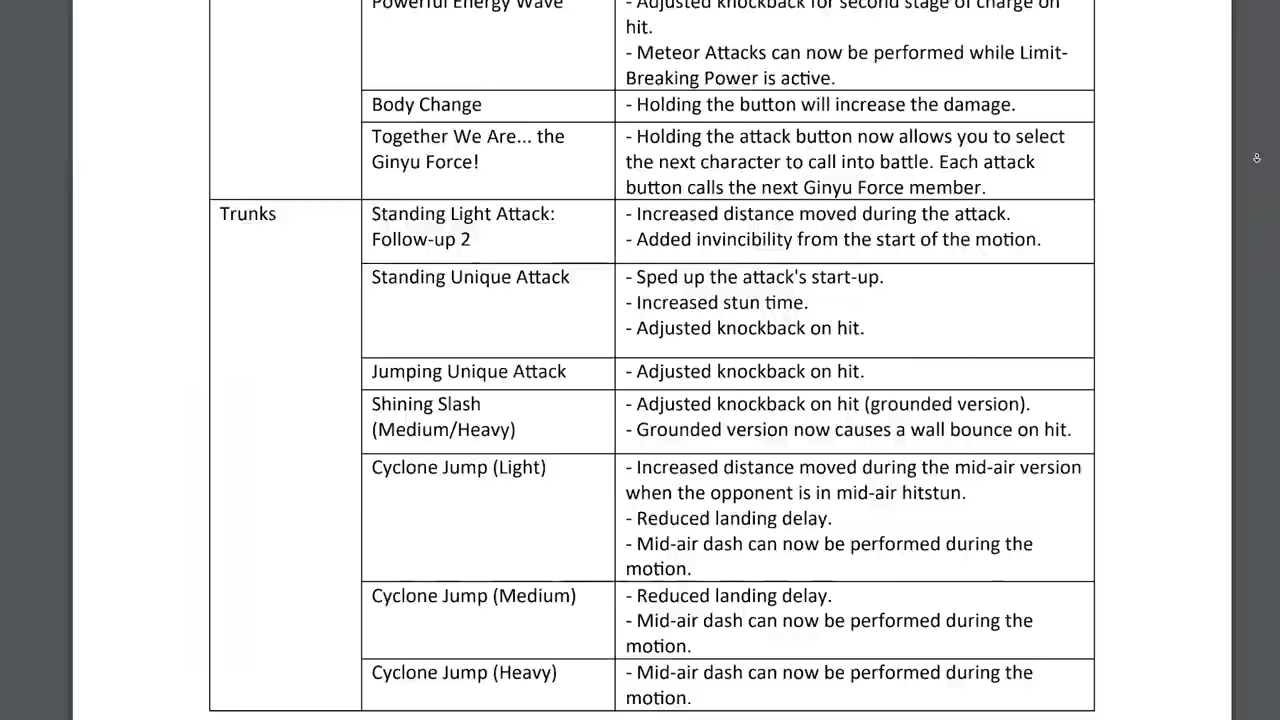 Powerful Energy Wave
- Adjusted knockback for second stage of charge on
hit.
- Meteor Attacks can now be performed while Limit-
Breaking Power is active.
Body Change
- Holding the button will increase the damage.
Together We Are... the
Ginyu Force!
- Holding the attack button now allows you to select
the next character to call into battle. Each attack
button calls the next Ginyu Force member.
Trunks
Standing Light Attack:
Follow-up 2
- Increased distance moved during the attack.
- Added invincibility from the start of the motion.
Standing Unique Attack
- Sped up the attack's start-up.
- Increased stun time.
- Adjusted knockback on hit.
Jumping Unique Attack
- Adjusted knockback on hit.
Shining Slash
(Medium/Heavy)
- Adjusted knockback on hit (grounded version).
- Grounded version now causes a wall bounce on hit.
Cyclone Jump (Light)
- Increased distance moved during the mid-air version
when the opponent is in mid-air hitstun.
- Reduced landing delay.
- Mid-air dash can now be performed during the
motion.
Cyclone Jump (Medium)
- Reduced landing delay.
- Mid-air dash can now be performed during the
motion.
Cyclone Jump (Heavy)
- Mid-air dash can now be performed during the
motion.